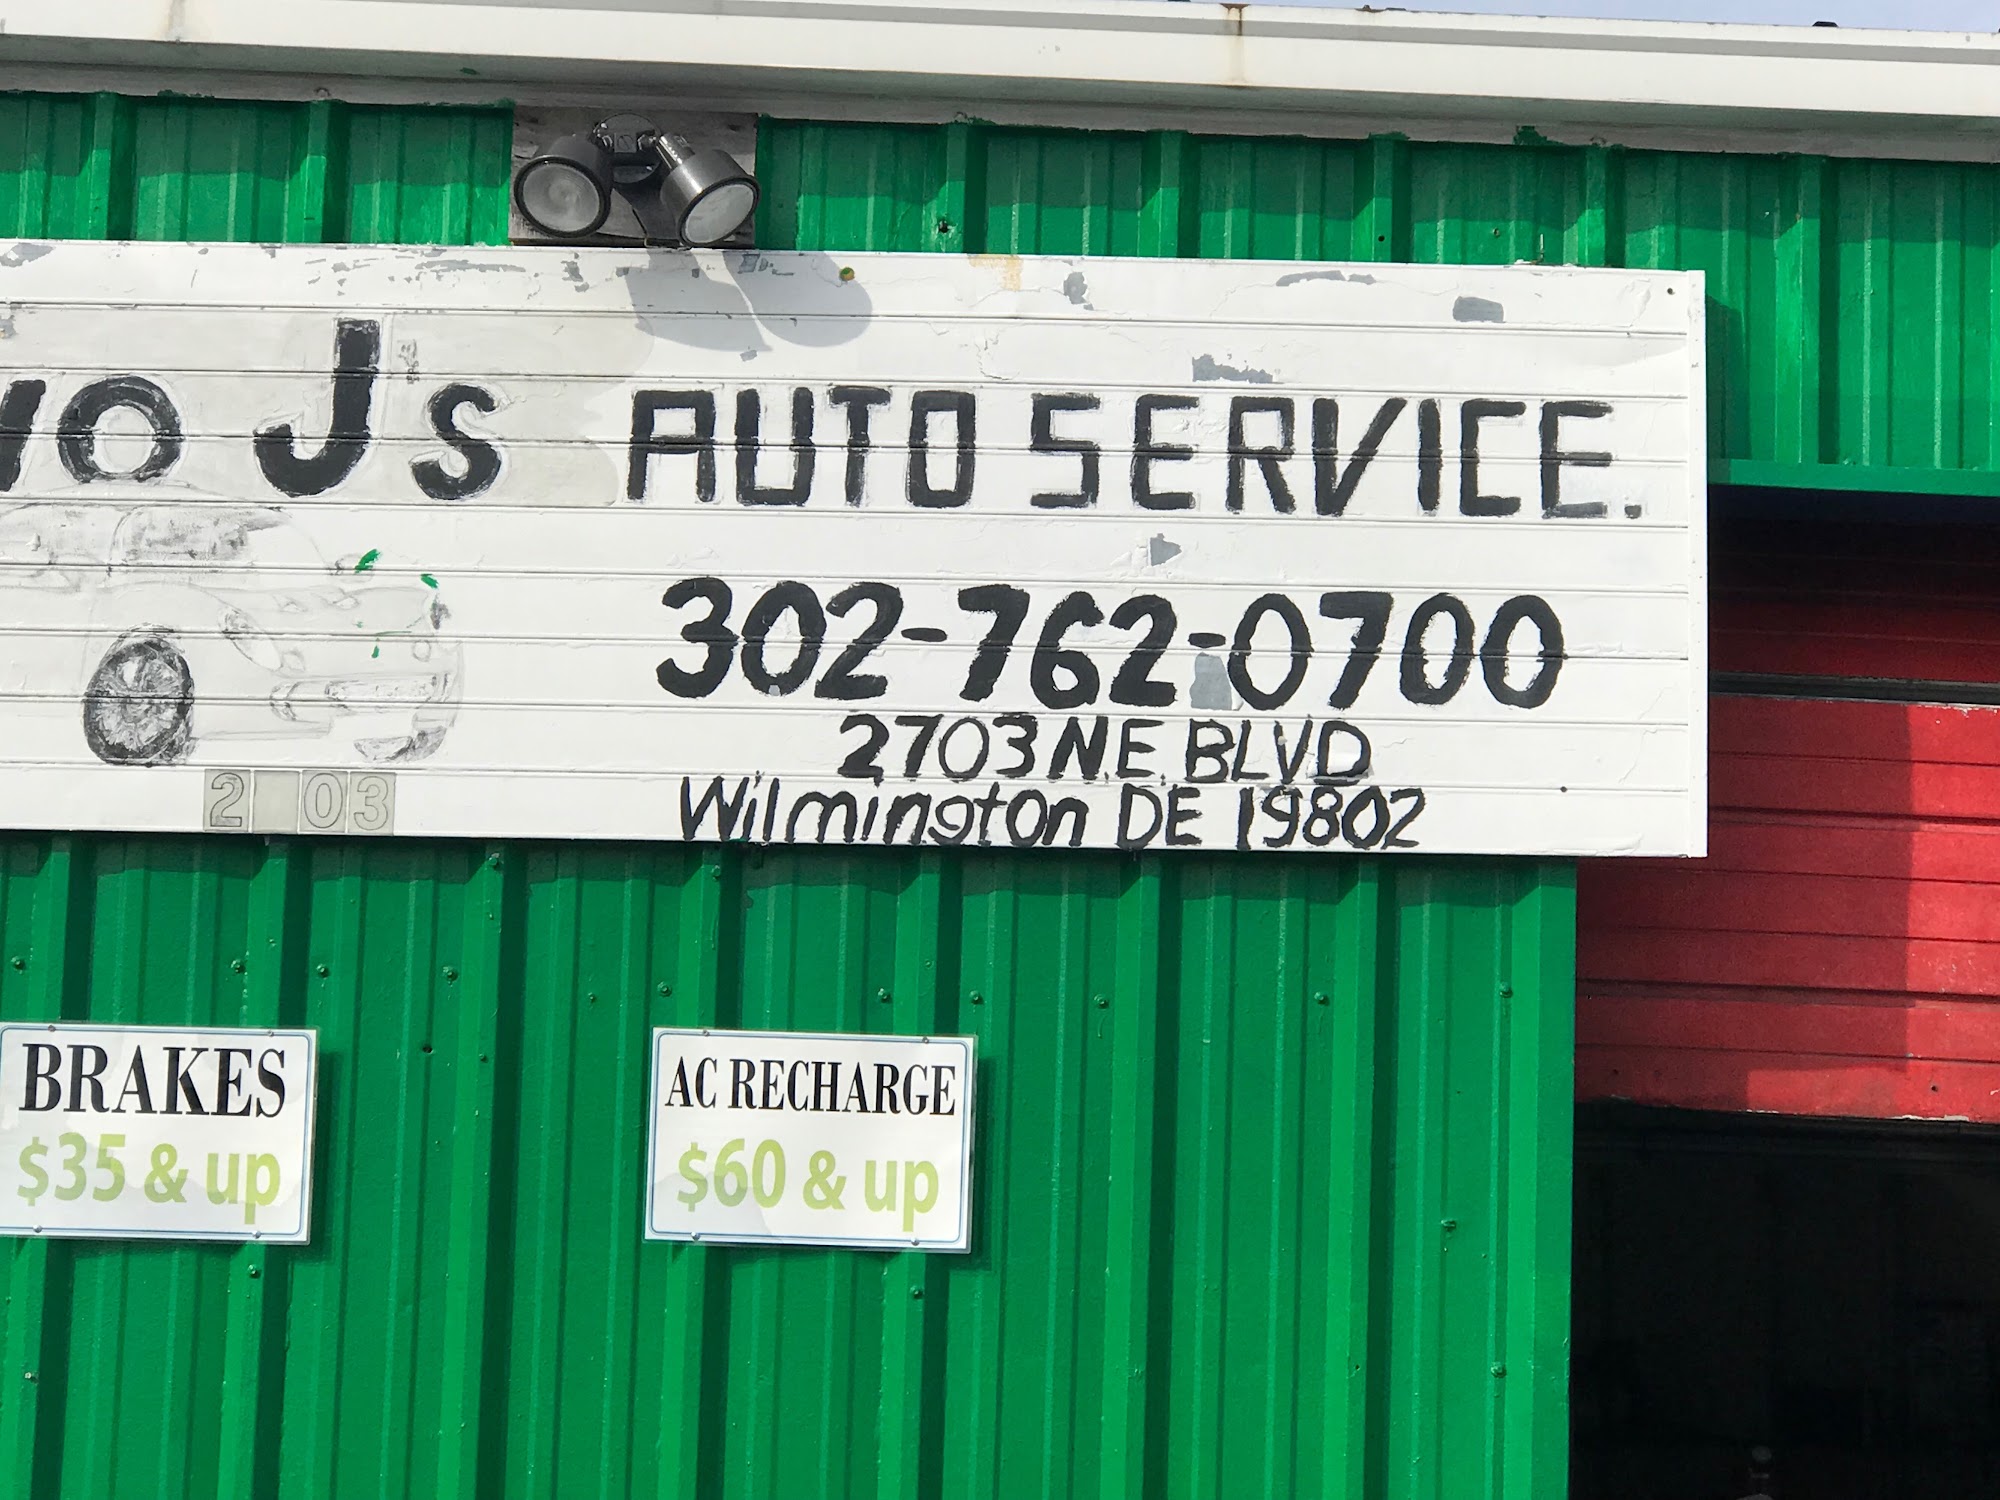 J's AUTO SERVICE.
302-762-0700
2703 N.E. BLVD
Wilmington DE 19802
2 03
BRAKES
$35 & up
AC RECHARGE
$60 & up